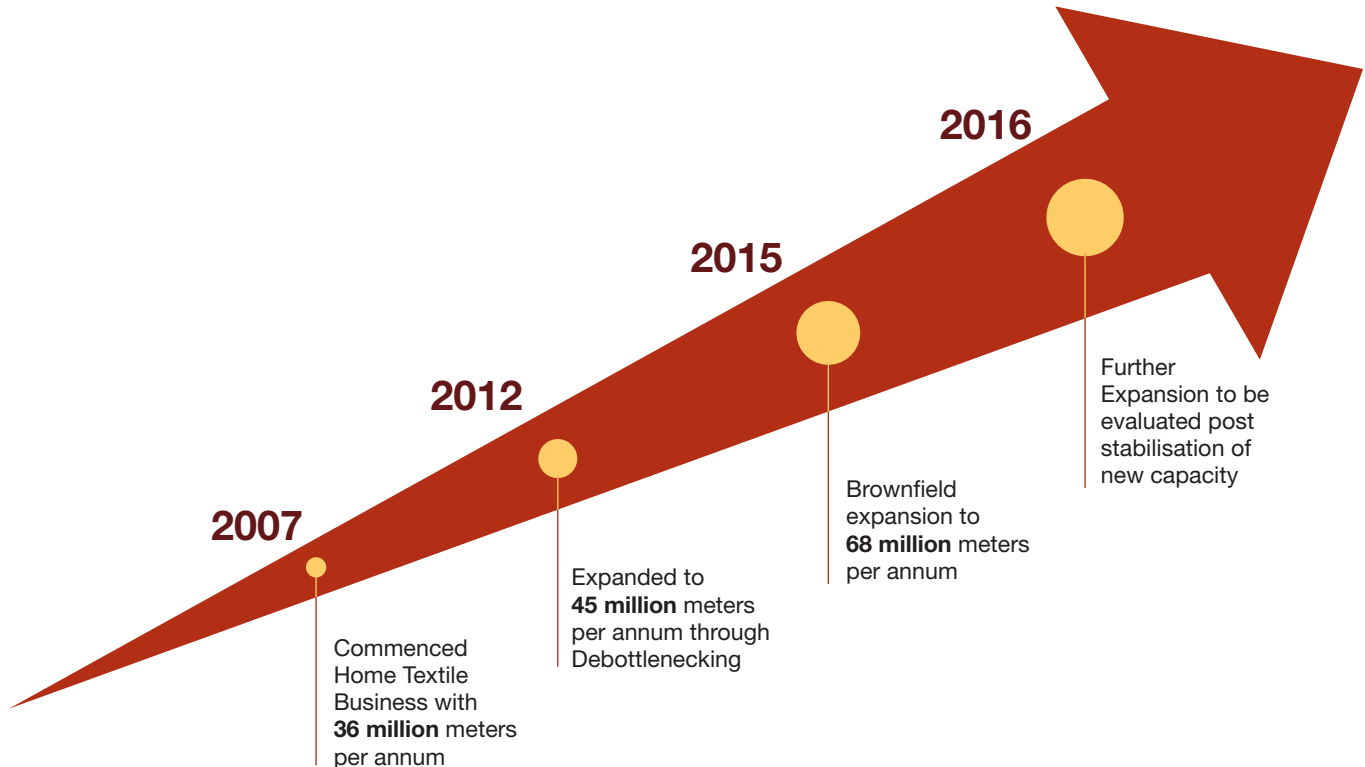 2007
Commenced
Home Textile
Business with
36 million meters
per annum
2012
Expanded to
45 million meters
per annum through
Debottlenecking
2015
Brownfield
expansion to
68 million meters
per annum
2016
Further
Expansion to be
evaluated post
stabilisation of
new capacity